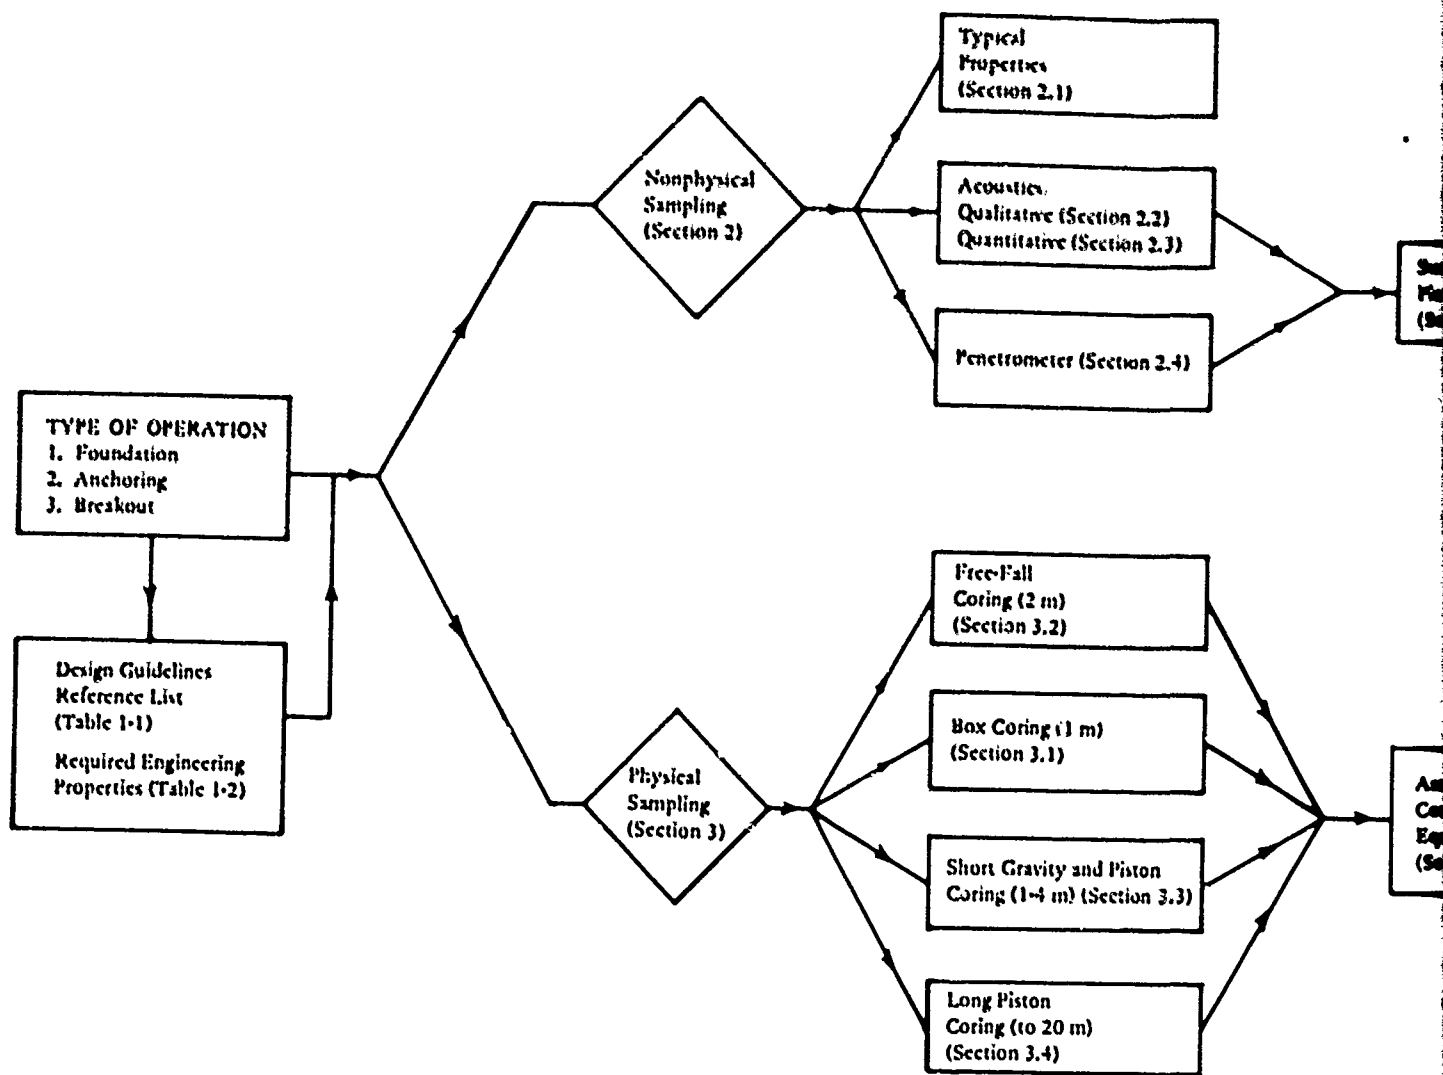 TYPE OF OPERATION
1. Foundation
2. Anchoring
3. Breakout
Design Guidelines
Reference List
(Table 1-1)
Required Engineering
Properties (Table 1-2)
Nonphysical
Sampling
(Section 2)
Typical
Properties
(Section 2.1)
Acoustics
Qualitative (Section 2.2)
Quantitative (Section 2.3)
Penetrometer (Section 2.4)
Physical
Sampling
(Section 3)
Free-Fall
Coring (2 m)
(Section 3.2)
Box Coring (1 m)
(Section 3.1)
Short Gravity and Piston
Coring (1-4 m) (Section 3.3)
Long Piston
Coring (to 20 m)
(Section 3.4)